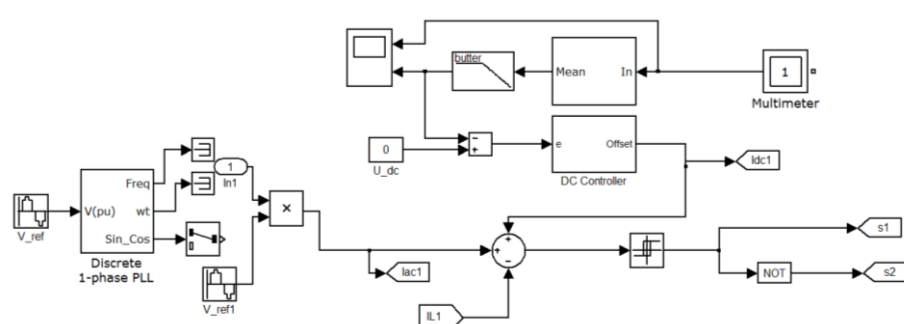 butter
Mean
In
1
Multimeter
0
U_dc
−
+
e
Offset
DC Controller
Idc1
1
In1
V_ref
V(pu)
Freq
wt
Sin_Cos
Discrete
1-phase PLL
×
V_ref1
Iac1
+
+
−
IL1
s1
NOT
s2